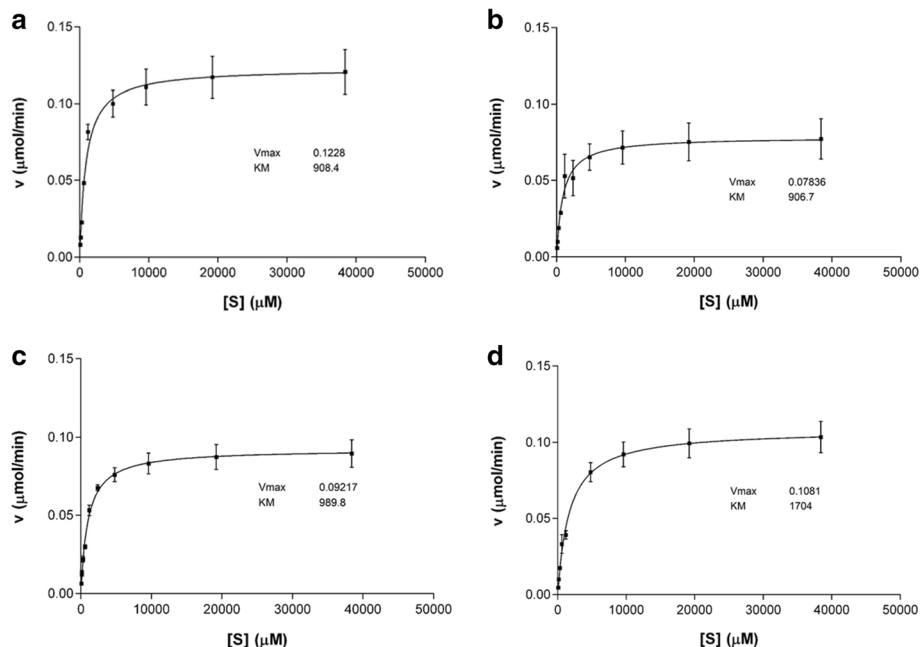 a
v (μmol/min)
0.15
0.10
0.05
0.00
Vmax 0.1228
KM 908.4
0 10000 20000 30000 40000 50000
[S] (μM)
b
v (μmol/min)
0.15
0.10
0.05
0.00
Vmax 0.07836
KM 906.7
0 10000 20000 30000 40000 50000
[S] (μM)
c
v (μmol/min)
0.15
0.10
0.05
0.00
Vmax 0.09217
KM 989.8
0 10000 20000 30000 40000 50000
[S] (μM)
d
v (μmol/min)
0.15
0.10
0.05
0.00
Vmax 0.1081
KM 1704
0 10000 20000 30000 40000 50000
[S] (μM)